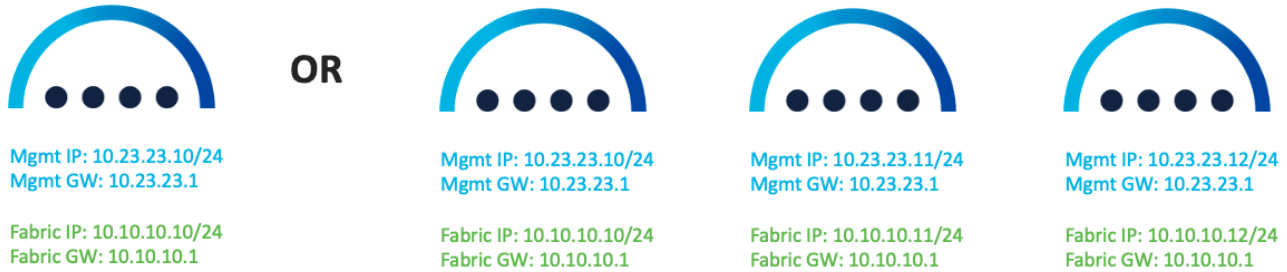 OR
Mgmt IP: 10.23.23.10/24
Mgmt GW: 10.23.23.1
Fabric IP: 10.10.10.10/24
Fabric GW: 10.10.10.1
Mgmt IP: 10.23.23.10/24
Mgmt GW: 10.23.23.1
Fabric IP: 10.10.10.10/24
Fabric GW: 10.10.10.1
Mgmt IP: 10.23.23.11/24
Mgmt GW: 10.23.23.1
Fabric IP: 10.10.10.11/24
Fabric GW: 10.10.10.1
Mgmt IP: 10.23.23.12/24
Mgmt GW: 10.23.23.1
Fabric IP: 10.10.10.12/24
Fabric GW: 10.10.10.1